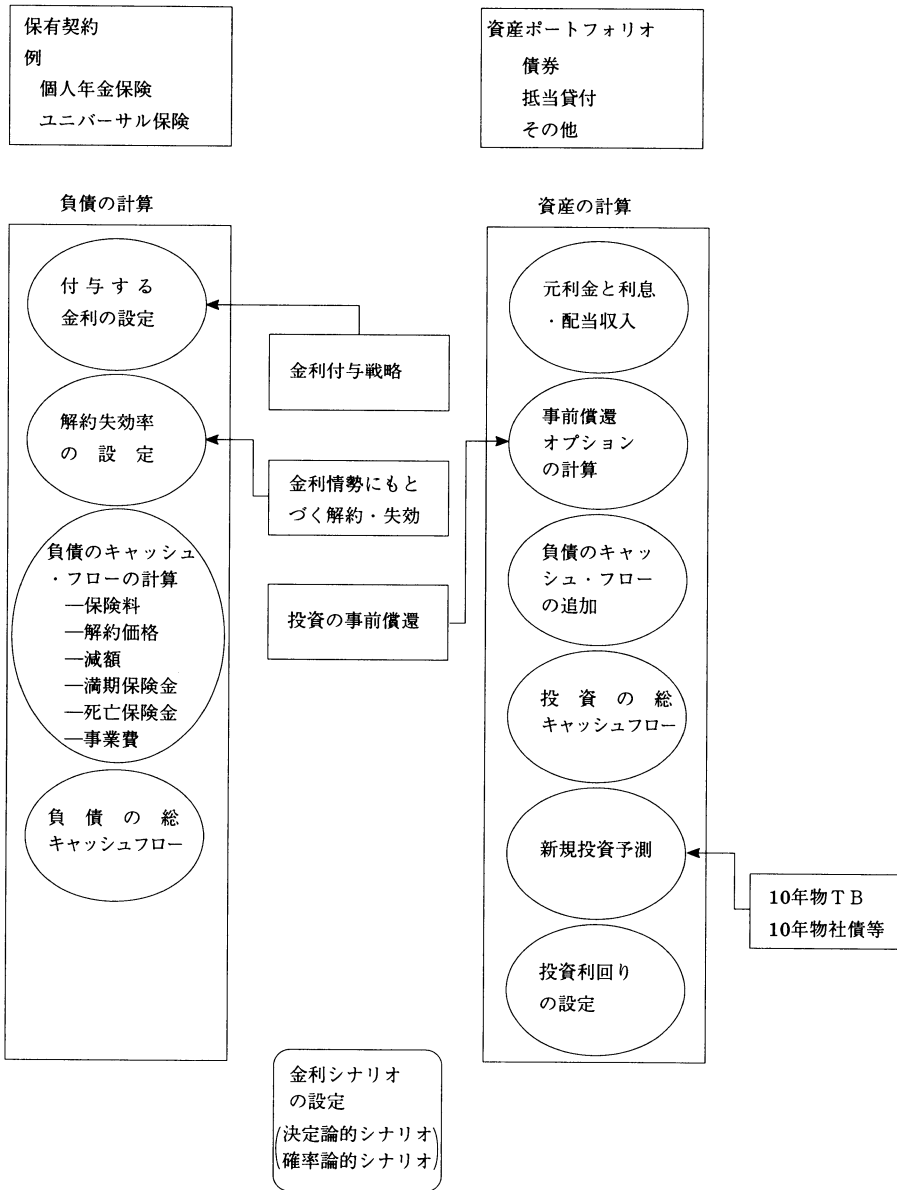 保有契約
例
個人年金保険
ユニバーサル保険
資産ポートフォリオ
債券
抵当貸付
その他
負債の計算
付与する
金利の設定
解約失効率
の設定
負債のキャッシュ
・フローの計算
―保険料
―解約価格
―減額
―満期保険金
―死亡保険金
―事業費
負債の総
キャッシュフロー
金利付与戦略
金利情勢にもと
づく解約・失効
投資の事前償還
資産の計算
元利金と利息
・配当収入
事前償還
オプション
の計算
負債のキャッ
シュ・フロー
の追加
投資の総
キャッシュフロー
新規投資予測
投資利回り
の設定
10年物ＴＢ
10年物社債等
金利シナリオ
の設定
(決定論的シナリオ)
(確率論的シナリオ)